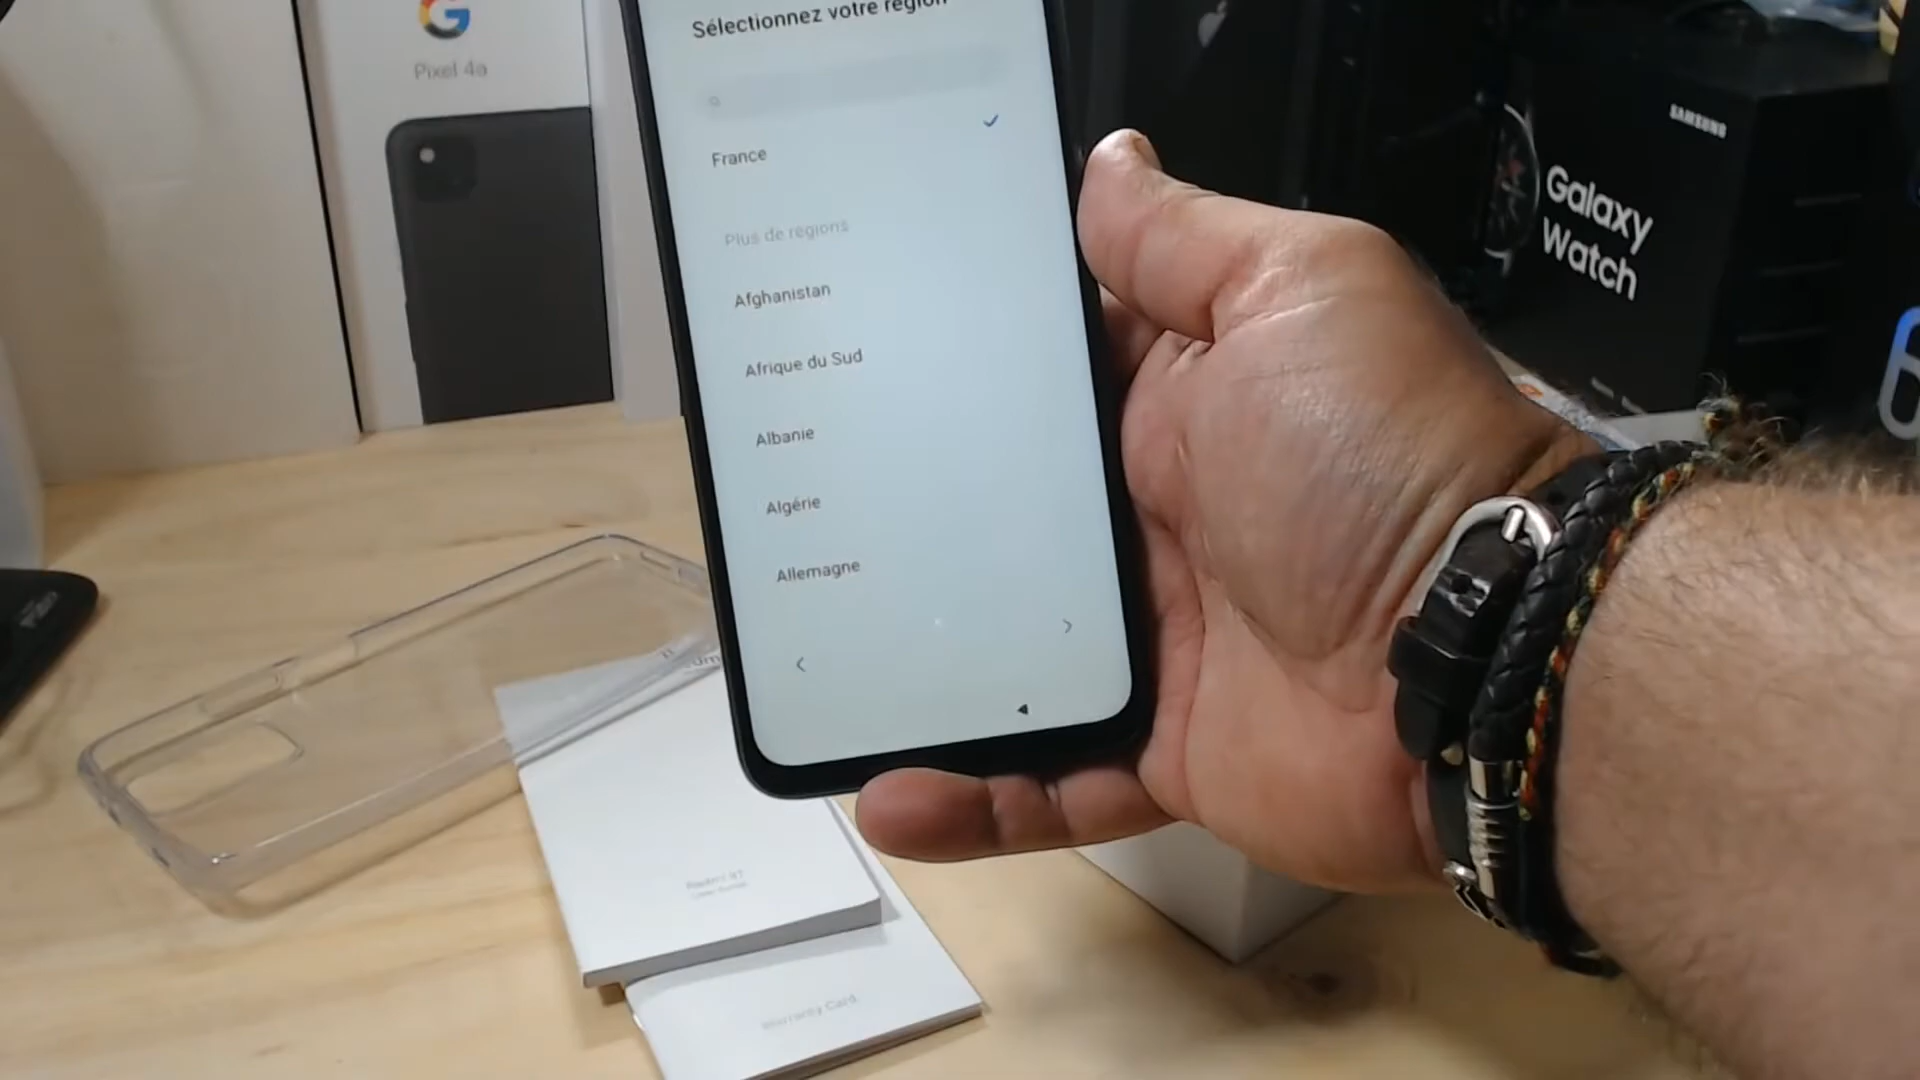 Sélectionnez votre région
France
Plus de régions
Afghanistan
Afrique du Sud
Albanie
Algérie
Allemagne
Pixel 4a
SAMSUNG
Galaxy
Watch
Warranty Card